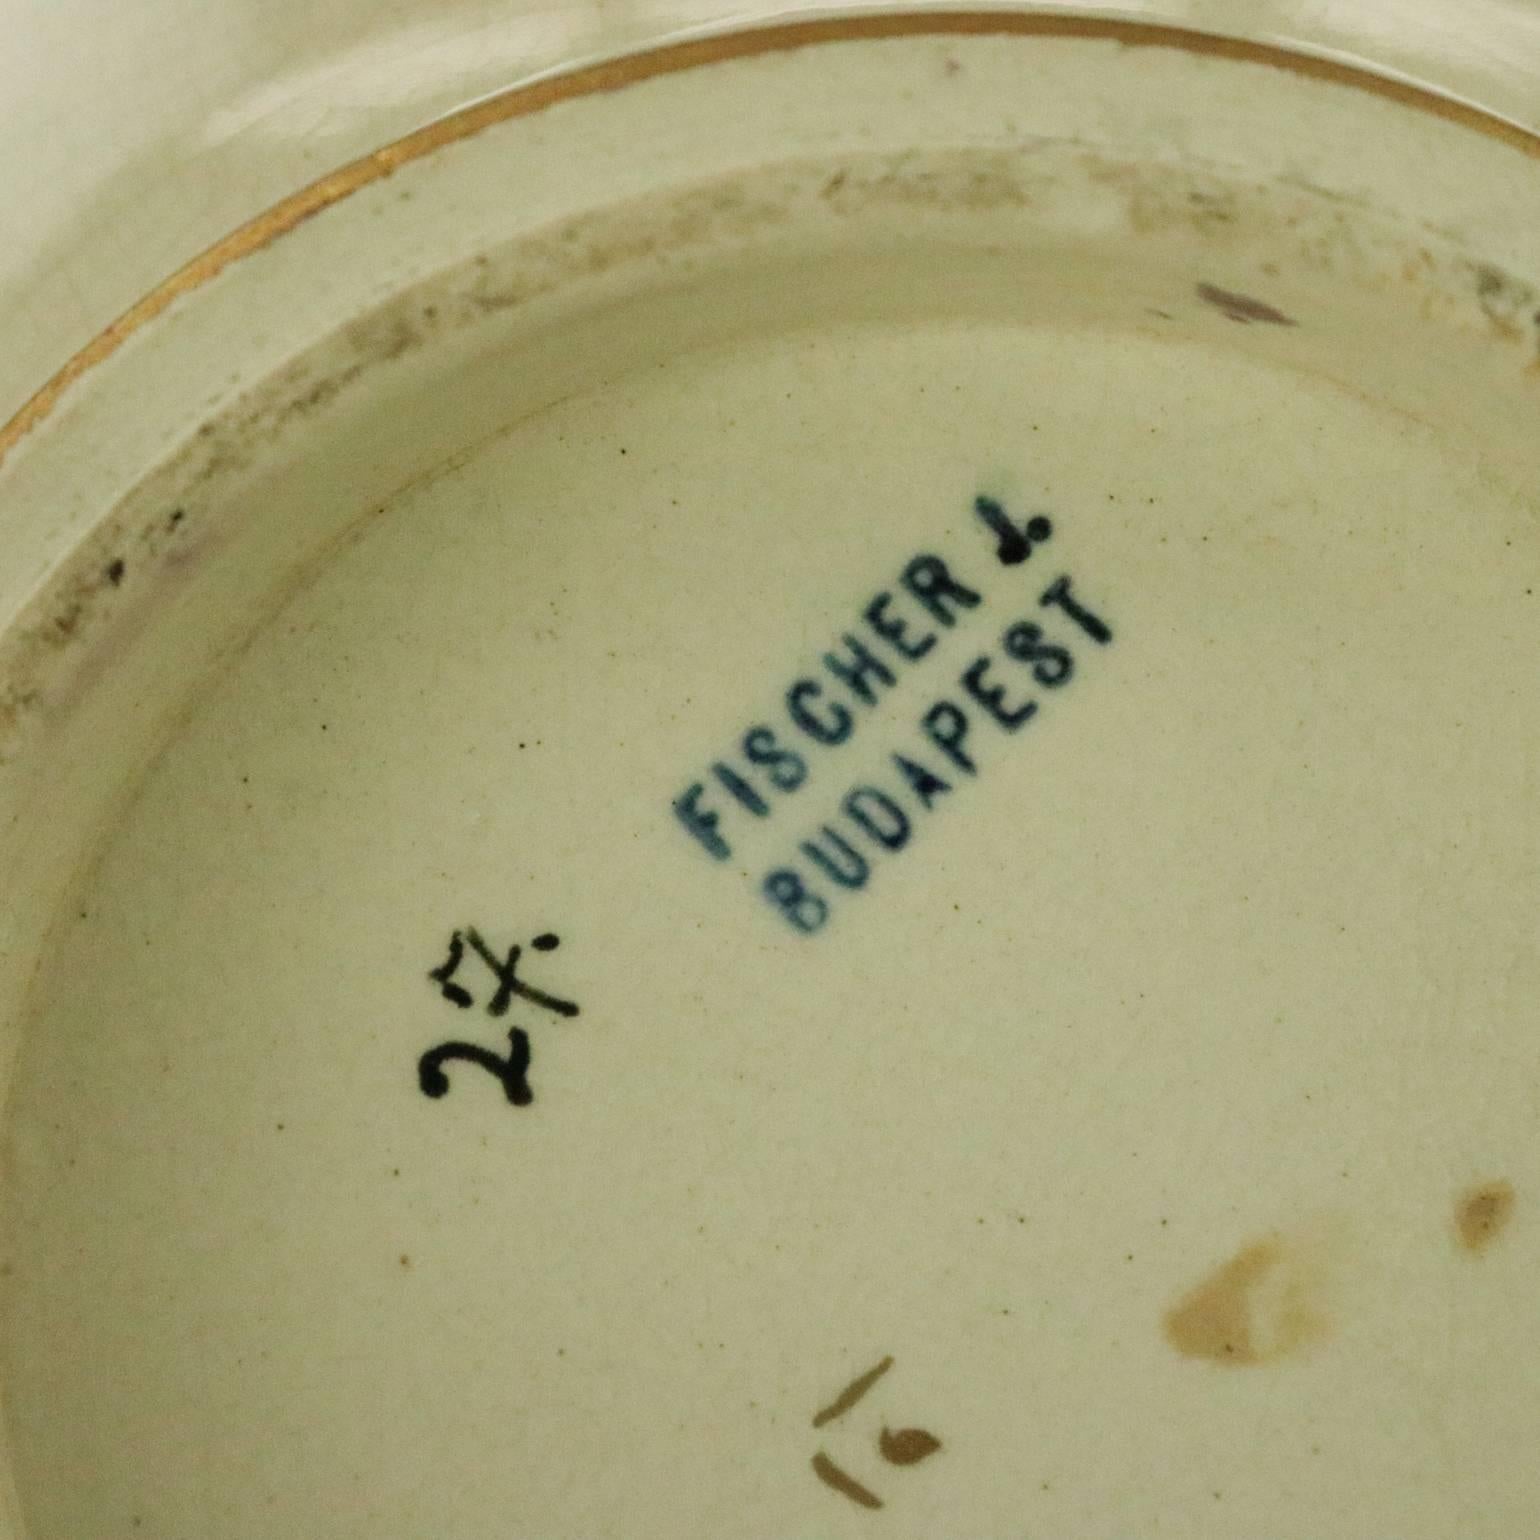 FISCHER J.
BUDAPEST
27.